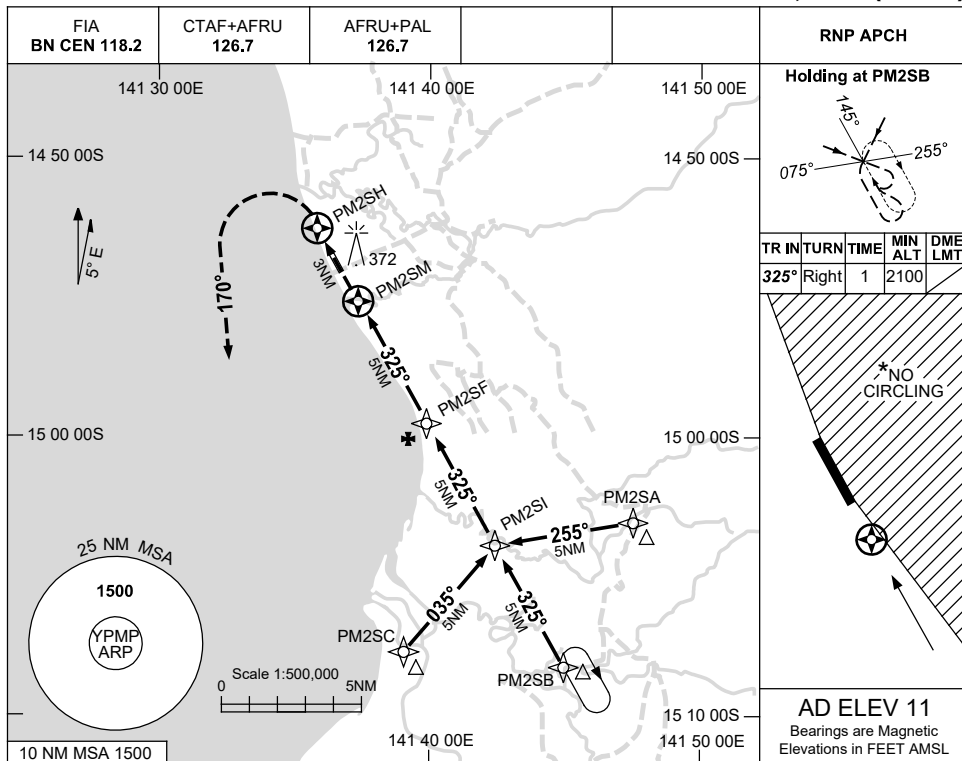 FIA
BN CEN 118.2
CTAF+AFRU
126.7
AFRU+PAL
126.7
RNP APCH
141 30 00E
141 40 00E
141 50 00E
Holding at PM2SB
145°
075°
255°
TR IN TURN TIME MIN ALT DME LMT
325° Right 1 2100
14 50 00S
14 50 00S
5° E
PM2SH
372
3NM
PM2SM
170°
325°
5NM
PM2SF
*NO
CIRCLING
15 00 00S
15 00 00S
325°
5NM
PM2SI
PM2SA
255°
5NM
25 NM MSA
1500
YPMP
ARP
035°
5NM
325°
5NM
PM2SC
PM2SB
Scale 1:500,000
0 5NM
15 10 00S
10 NM MSA 1500
141 40 00E
141 50 00E
AD ELEV 11
Bearings are Magnetic
Elevations in FEET AMSL